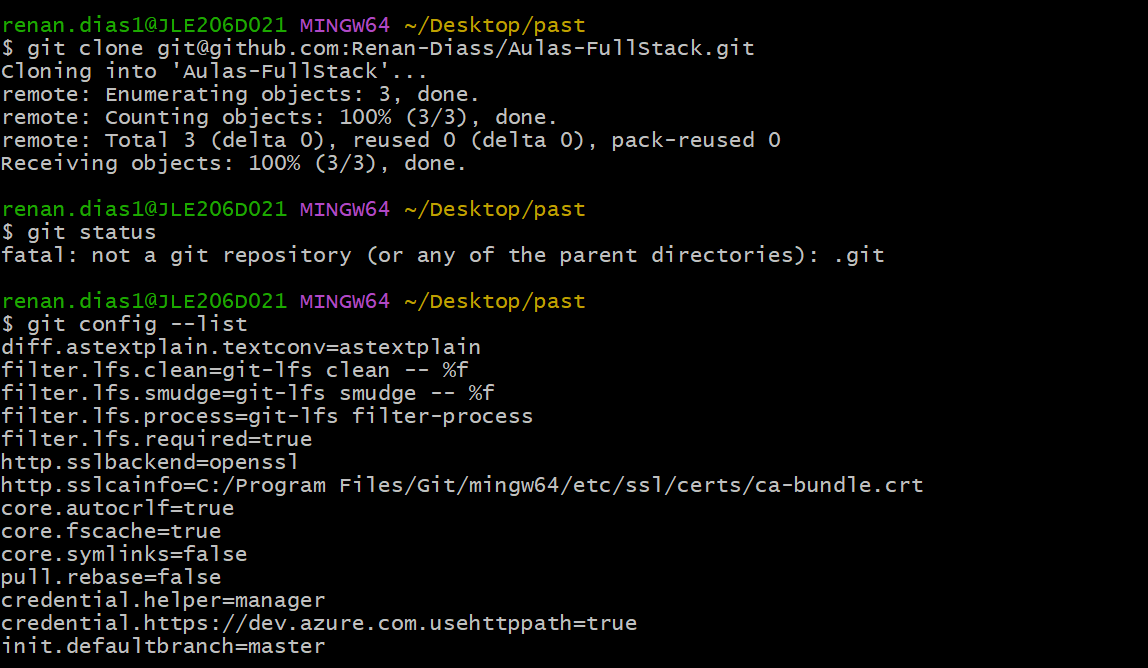 renan.dias1@JLE206D021 MINGW64 ~/Desktop/past
$ git clone git@github.com:Renan-Diass/Aulas-FullStack.git
Cloning into 'Aulas-FullStack'...
remote: Enumerating objects: 3, done.
remote: Counting objects: 100% (3/3), done.
remote: Total 3 (delta 0), reused 0 (delta 0), pack-reused 0
Receiving objects: 100% (3/3), done.
renan.dias1@JLE206D021 MINGW64 ~/Desktop/past
$ git status
fatal: not a git repository (or any of the parent directories): .git
renan.dias1@JLE206D021 MINGW64 ~/Desktop/past
$ git config --list
diff.astextplain.textconv=astextplain
filter.lfs.clean=git-lfs clean -- %f
filter.lfs.smudge=git-lfs smudge -- %f
filter.lfs.process=git-lfs filter-process
filter.lfs.required=true
http.sslbackend=openssl
http.sslcainfo=C:/Program Files/Git/mingw64/etc/ssl/certs/ca-bundle.crt
core.autocrlf=true
core.fscache=true
core.symlinks=false
pull.rebase=false
credential.helper=manager
credential.https://dev.azure.com.usehttppath=true
init.defaultbranch=master